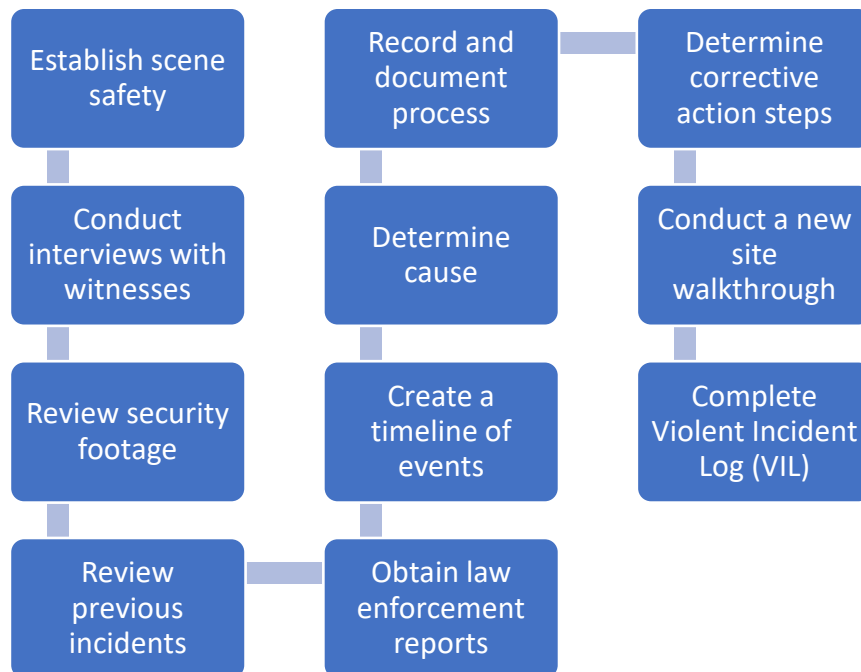 Establish scene
safety
Conduct
interviews with
witnesses
Review security
footage
Review
previous
incidents
Obtain law
enforcement
reports
Create a
timeline of
events
Determine
cause
Record and
document
process
Determine
corrective
action steps
Conduct a new
site
walkthrough
Complete
Violent Incident
Log (VIL)